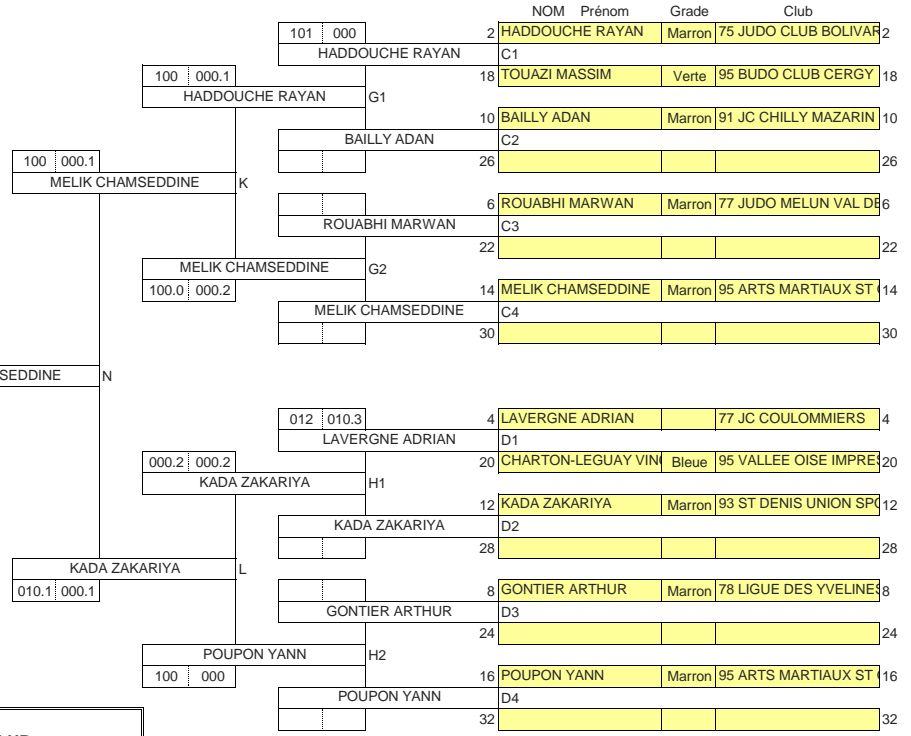 NOM Prénom Grade Club
101 000 2 HADDOUCHE RAYAN Marron 75 JUDO CLUB BOLIVAR 2
HADDOUCHE RAYAN C1
100 000.1 18 TOUAZI MASSIM Verte 95 BUDO CLUB CERGY 18
HADDOUCHE RAYAN G1
10 BAILLY ADAN Marron 91 JC CHILLY MAZARIN 10
BAILLY ADAN C2
100 000.1 26 26
MELIK CHAMSEDDINE K
6 ROUABHI MARWAN Marron 77 JUDO MELUN VAL DE 6
ROUABHI MARWAN C3
22 22
MELIK CHAMSEDDINE G2
100.0 000.2 14 MELIK CHAMSEDDINE Marron 95 ARTS MARTIAUX ST 14
MELIK CHAMSEDDINE C4
30 30
SEDDINE N
012 010.3 4 LAVERGNE ADRIAN 77 JC COULOMMIERS 4
LAVERGNE ADRIAN D1
000.2 000.2 20 CHARTON-LEGUAY VIN Bleue 95 VALLEE OISE IMPRES 20
KADA ZAKARIYA H1
12 KADA ZAKARIYA Marron 93 ST DENIS UNION SPO 12
KADA ZAKARIYA D2
28 28
KADA ZAKARIYA L
010.1 000.1 8 GONTIER ARTHUR Marron 78 LIGUE DES YVELINES 8
GONTIER ARTHUR D3
24 24
POUPON YANN H2
100 000 16 POUPON YANN Marron 95 ARTS MARTIAUX ST 16
POUPON YANN D4
32 32